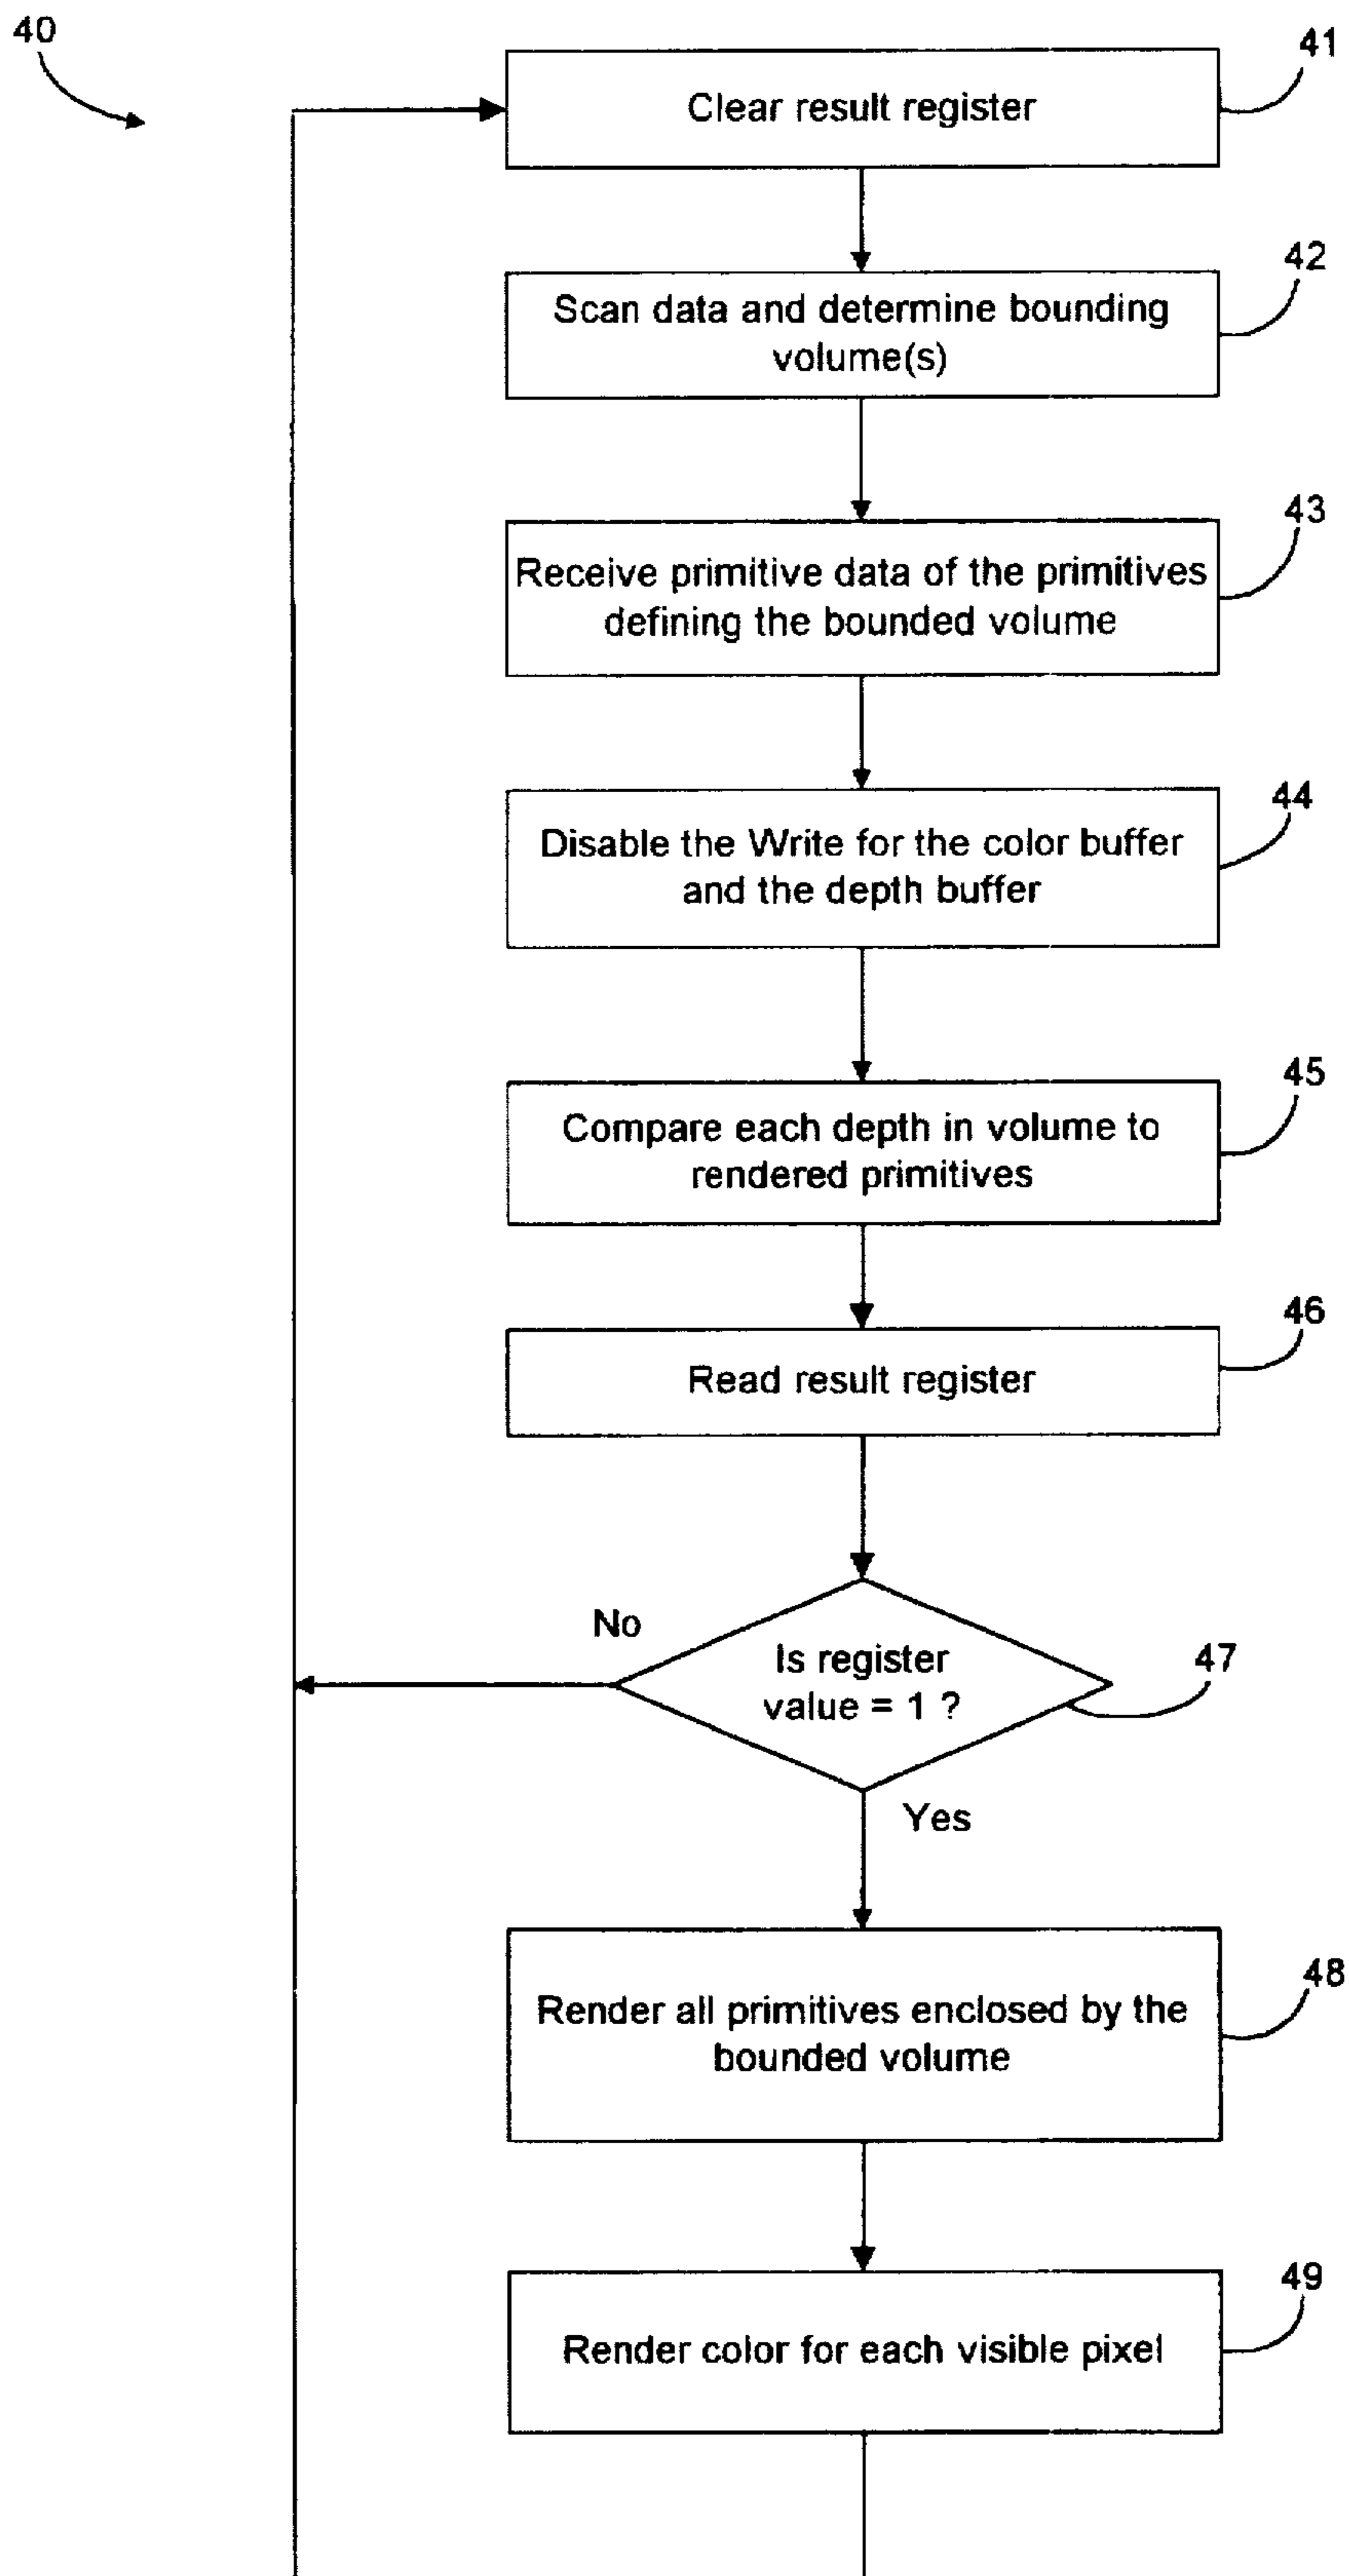 40
41
Clear result register
42
Scan data and determine bounding
volume(s)
43
Receive primitive data of the primitives
defining the bounded volume
44
Disable the Write for the color buffer
and the depth buffer
45
Compare each depth in volume to
rendered primitives
46
Read result register
No
47
Is register
value = 1 ?
Yes
48
Render all primitives enclosed by the
bounded volume
49
Render color for each visible pixel